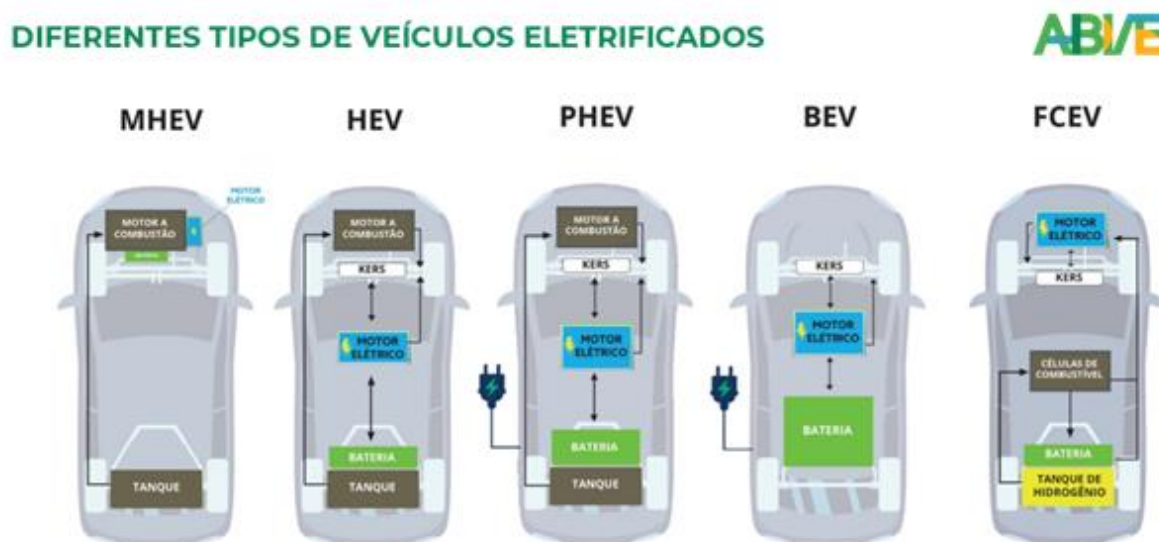 DIFERENTES TIPOS DE VEÍCULOS ELETRIFICADOS
ABVE
MHEV
HEV
PHEV
BEV
FCEV
MOTOR
ELÉTRICO
MOTOR A
COMBUSTÃO
BATERIA
TANQUE
MOTOR A
COMBUSTÃO
KERS
MOTOR
ELÉTRICO
BATERIA
TANQUE
MOTOR A
COMBUSTÃO
KERS
MOTOR
ELÉTRICO
BATERIA
TANQUE
KERS
MOTOR
ELÉTRICO
BATERIA
MOTOR
ELÉTRICO
KERS
CÉLULAS DE
COMBUSTÍVEL
BATERIA
TANQUE DE
HIDROGÊNIO